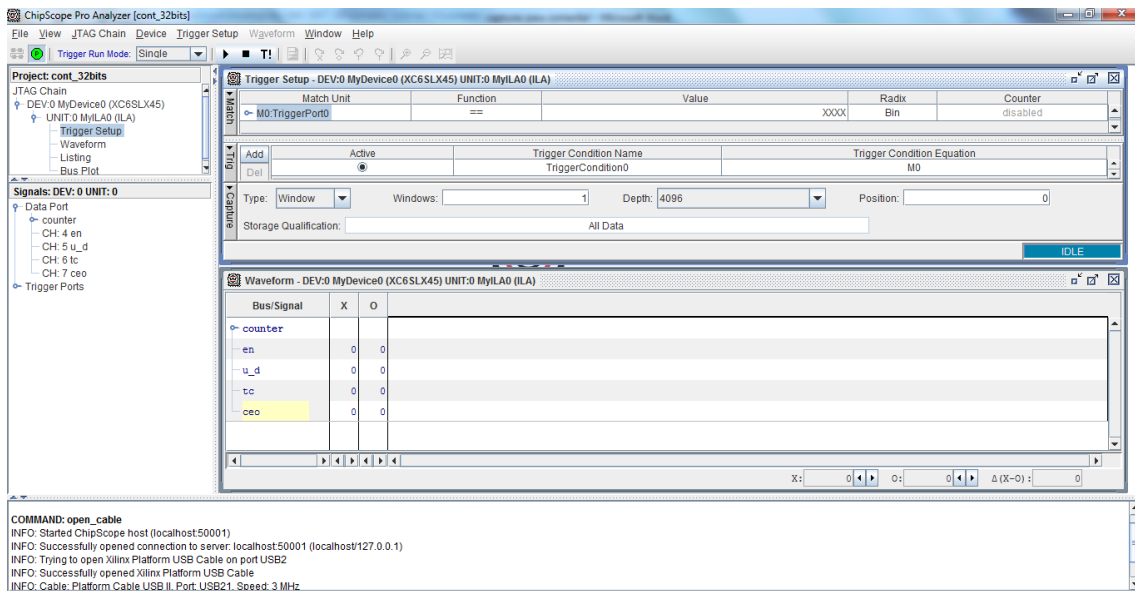 ChipScope Pro Analyzer [cont_32bits]
File View JTAG Chain Device Trigger Setup Waveform Window Help
Trigger Run Mode: Single T!
Project: cont_32bits
JTAG Chain
DEV:0 MyDevice0 (XC6SLX45)
UNIT:0 MyILA0 (ILA)
Trigger Setup
Waveform
Listing
Bus Plot
Signals: DEV: 0 UNIT: 0
Data Port
counter
CH: 4 en
CH: 5 u_d
CH: 6 tc
CH: 7 ceo
Trigger Ports
Trigger Setup - DEV:0 MyDevice0 (XC6SLX45) UNIT:0 MyILA0 (ILA)
Match
Match Unit Function Value Radix Counter
M0:TriggerPort0 == XXXX Bin disabled
Trig
Add Active Trigger Condition Name Trigger Condition Equation
Del TriggerCondition0 M0
Capture
Type: Window Windows: 1 Depth: 4096 Position: 0
Storage Qualification: All Data
IDLE
Waveform - DEV:0 MyDevice0 (XC6SLX45) UNIT:0 MyILA0 (ILA)
Bus/Signal X O
counter
en 0 0
u_d 0 0
tc 0 0
ceo 0 0
X: 0 O: 0 Δ(X-O): 0
COMMAND: open_cable
INFO: Started ChipScope host (localhost:50001)
INFO: Successfully opened connection to server: localhost:50001 (localhost/127.0.0.1)
INFO: Trying to open Xilinx Platform USB Cable on port USB2
INFO: Successfully opened Xilinx Platform USB Cable
INFO: Cable: Platform Cable USB II, Port: USB21, Speed: 3 MHz